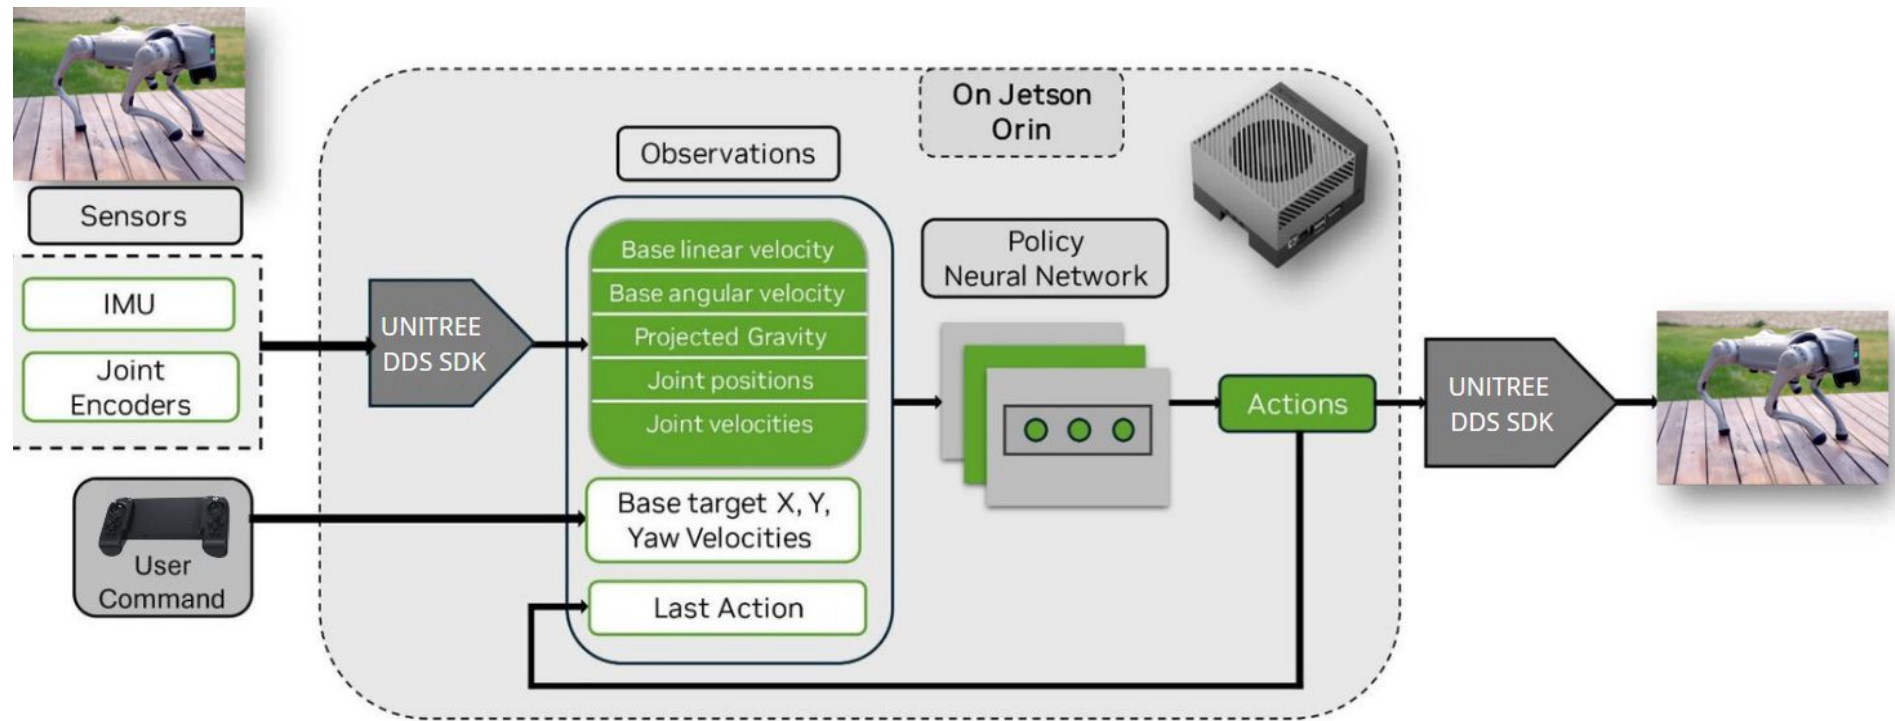 On Jetson
Orin
Observations
Sensors
IMU
Joint
Encoders
UNITREE
DDS SDK
Base linear velocity
Base angular velocity
Projected Gravity
Joint positions
Joint velocities
Policy
Neural Network
Actions
UNITREE
DDS SDK
User
Command
Base target X, Y,
Yaw Velocities
Last Action